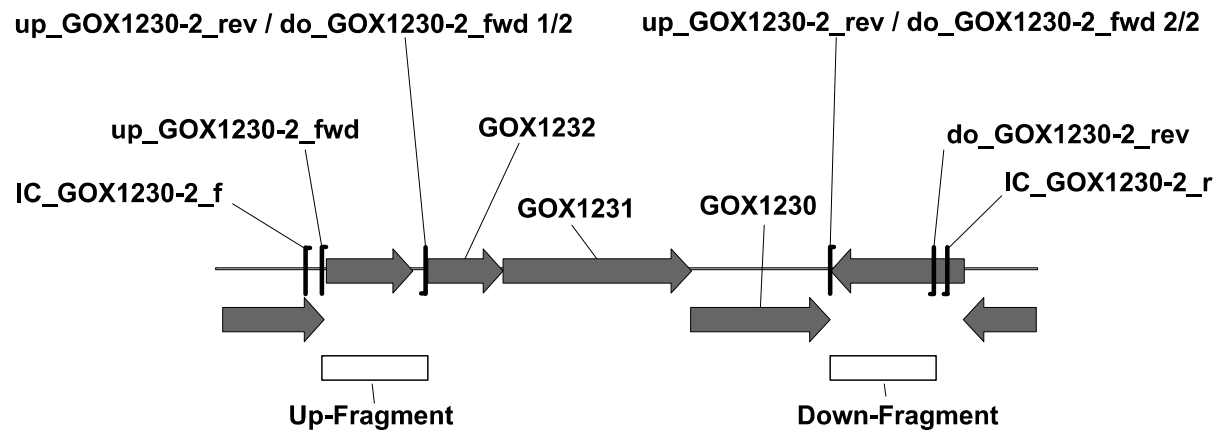 up_GOX1230-2_rev / do_GOX1230-2_fwd 1/2
up_GOX1230-2_rev / do_GOX1230-2_fwd 2/2
up_GOX1230-2_fwd
GOX1232
do_GOX1230-2_rev
IC_GOX1230-2_f
IC_GOX1230-2_r
GOX1231
GOX1230
Up-Fragment
Down-Fragment